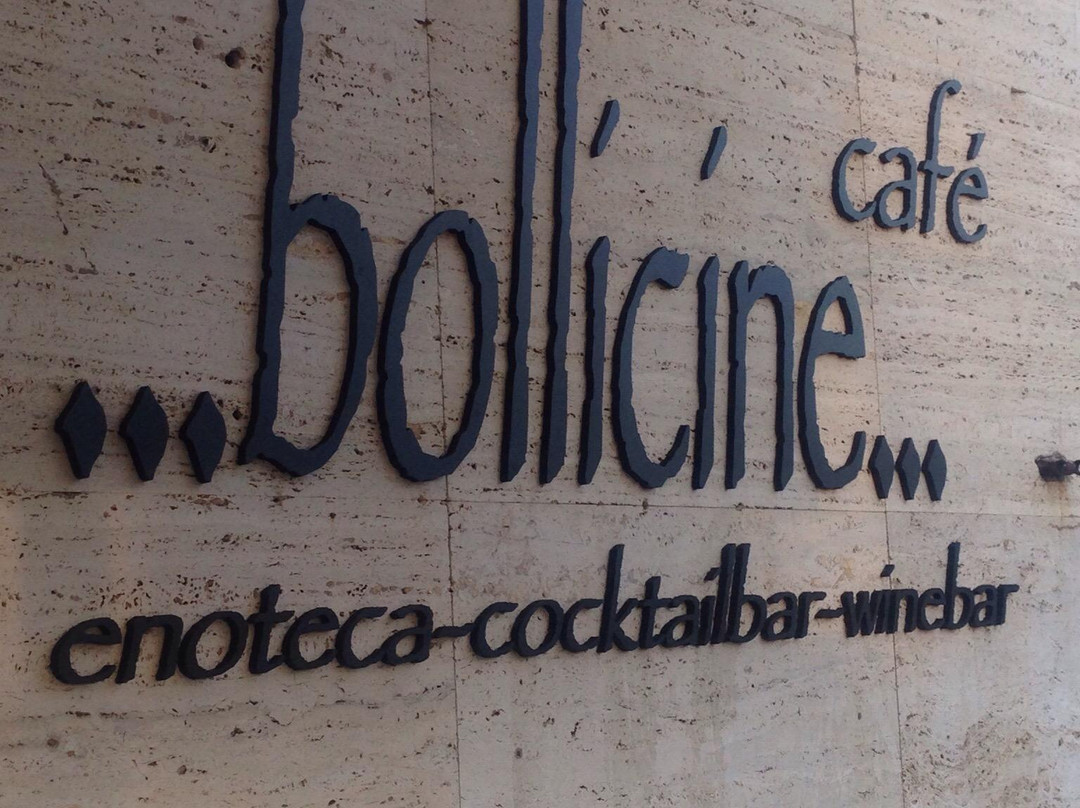 café
...bollicine...
enoteca-cocktailbar-winebar